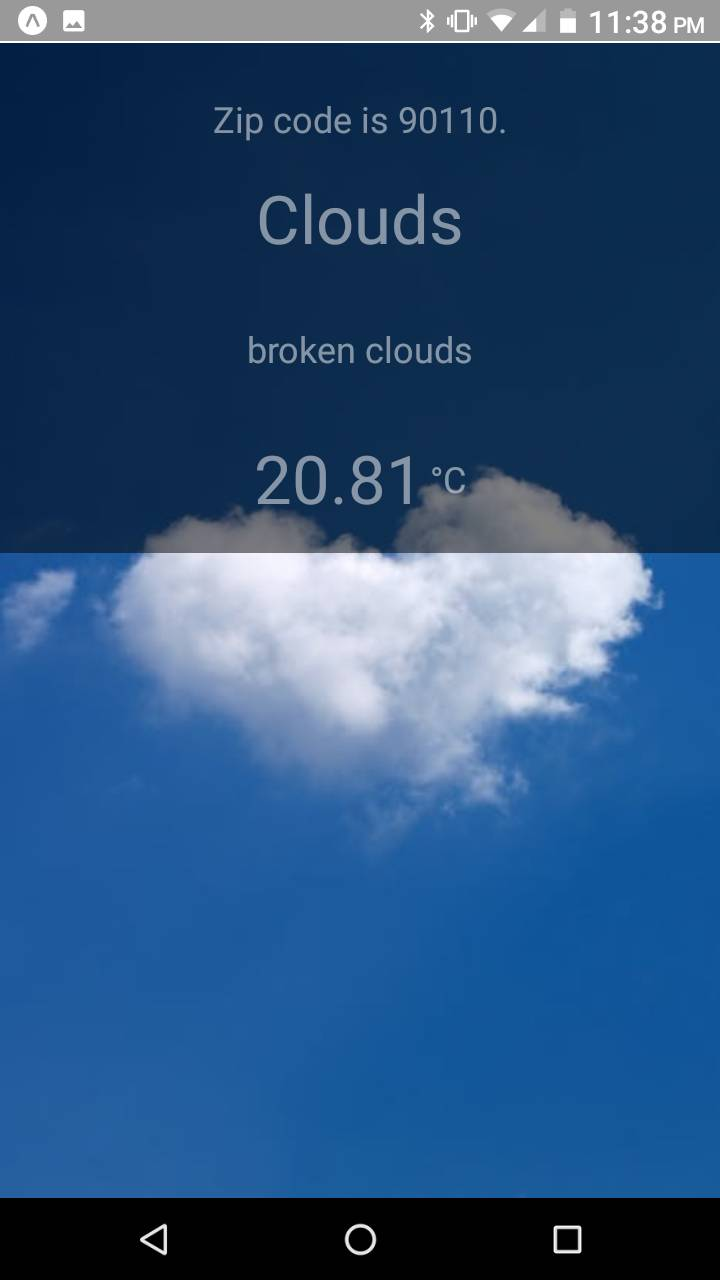 11:38 PM
Zip code is 90110.
Clouds
broken clouds
20.81 °C